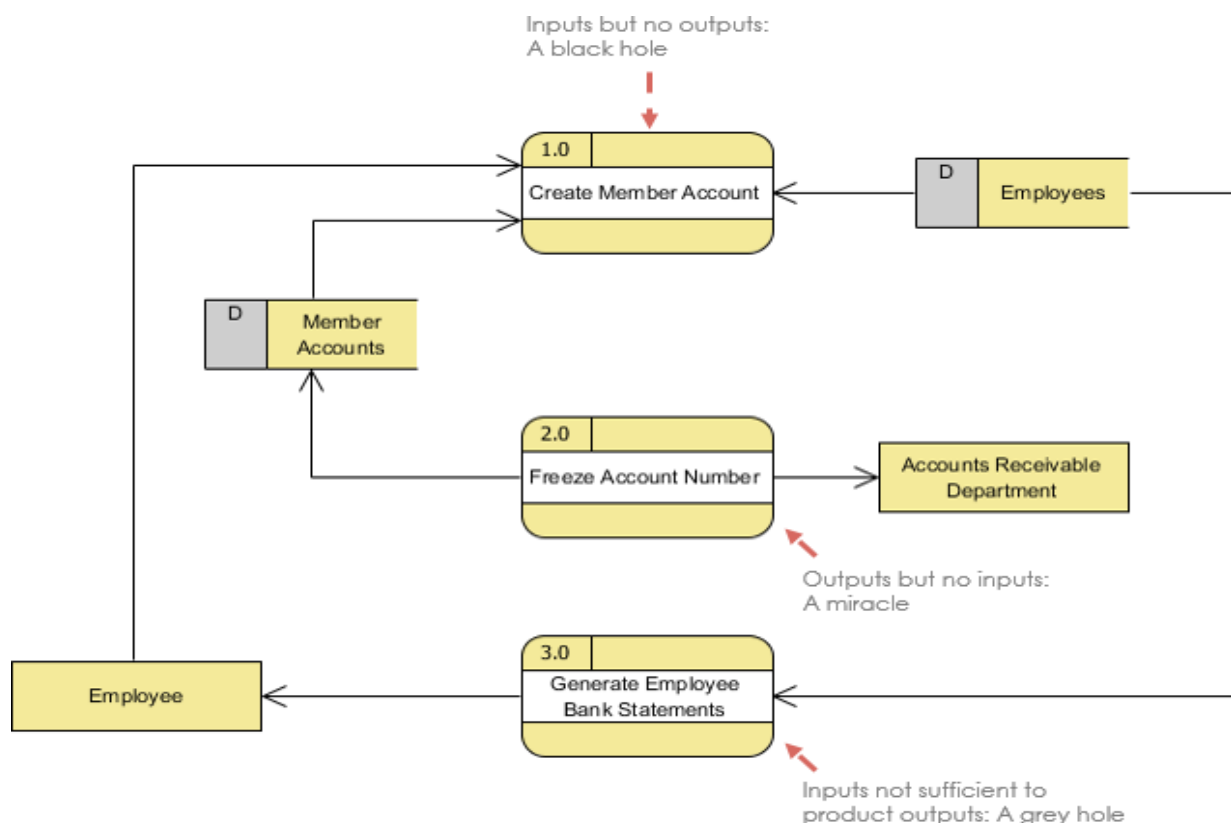 Inputs but no outputs:
A black hole
1.0
Create Member Account
D
Employees
D
Member
Accounts
2.0
Freeze Account Number
Accounts Receivable
Department
Outputs but no inputs:
A miracle
3.0
Generate Employee
Bank Statements
Employee
Inputs not sufficient to
product outputs: A grey hole